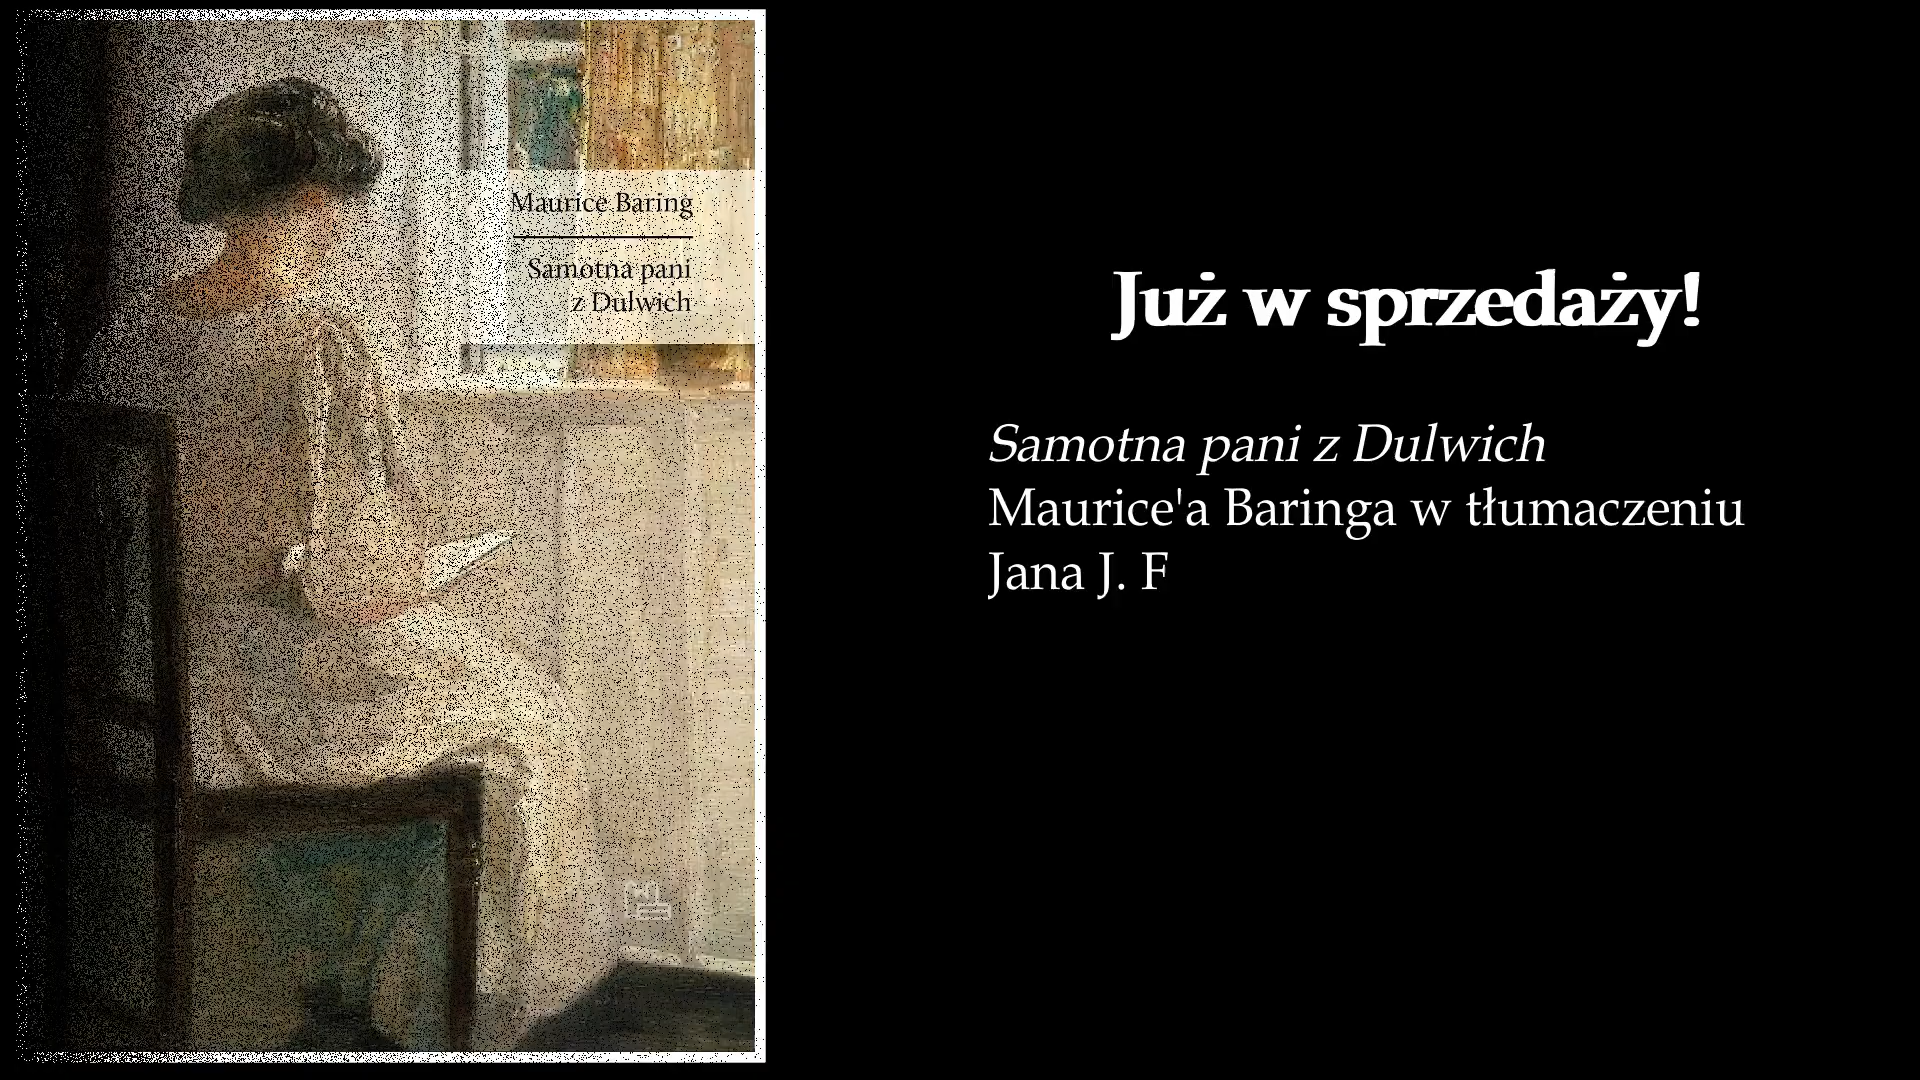 Maurice Baring
Samotna pani
z Dulwich
Już w sprzedaży!
Samotna pani z Dulwich
Maurice'a Baringa w tłumaczeniu
Jana J. F